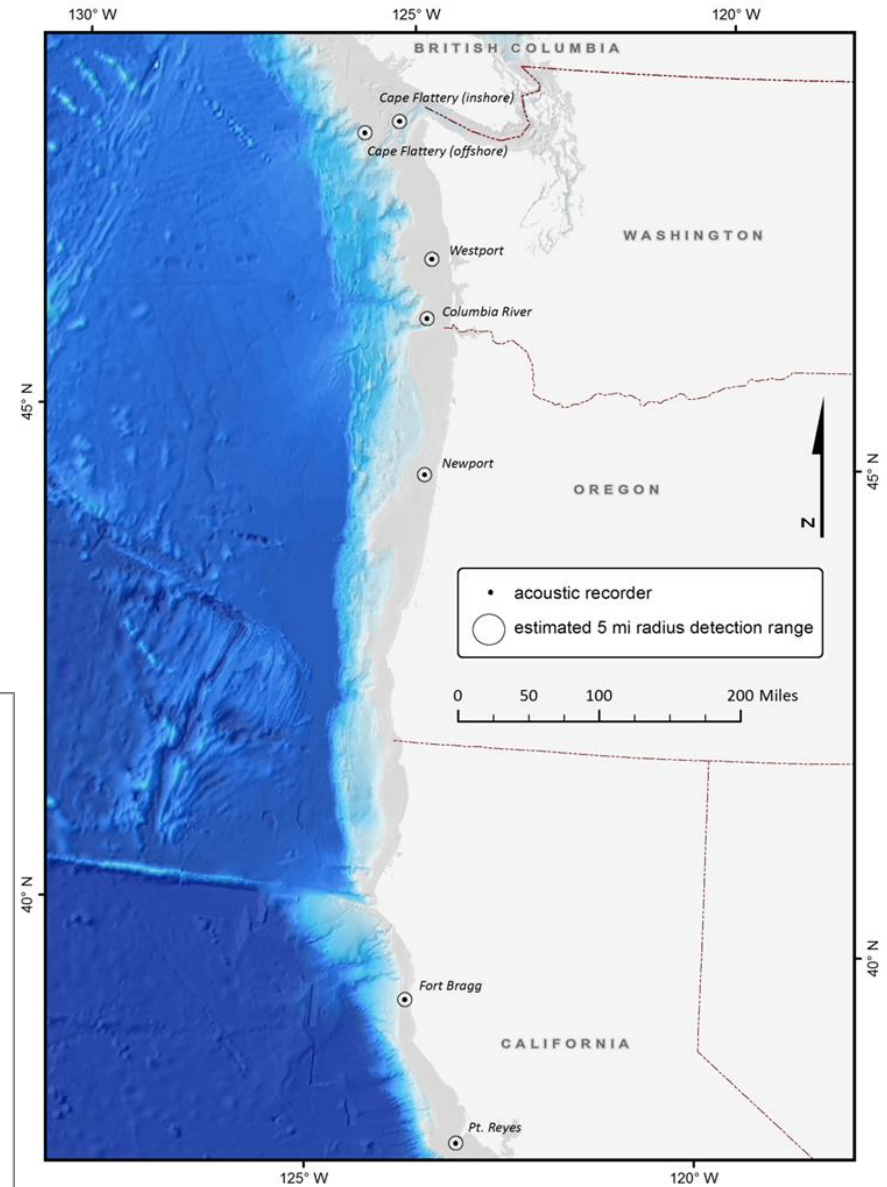 130° W
125° W
120° W
BRITISH COLUMBIA
Cape Flattery (inshore)
Cape Flattery (offshore)
WASHINGTON
Westport
Columbia River
45° N
Newport
45° N
OREGON
N
acoustic recorder
estimated 5 mi radius detection range
0 50 100 200 Miles
40° N
40° N
Fort Bragg
CALIFORNIA
Pt. Reyes
125° W
120° W